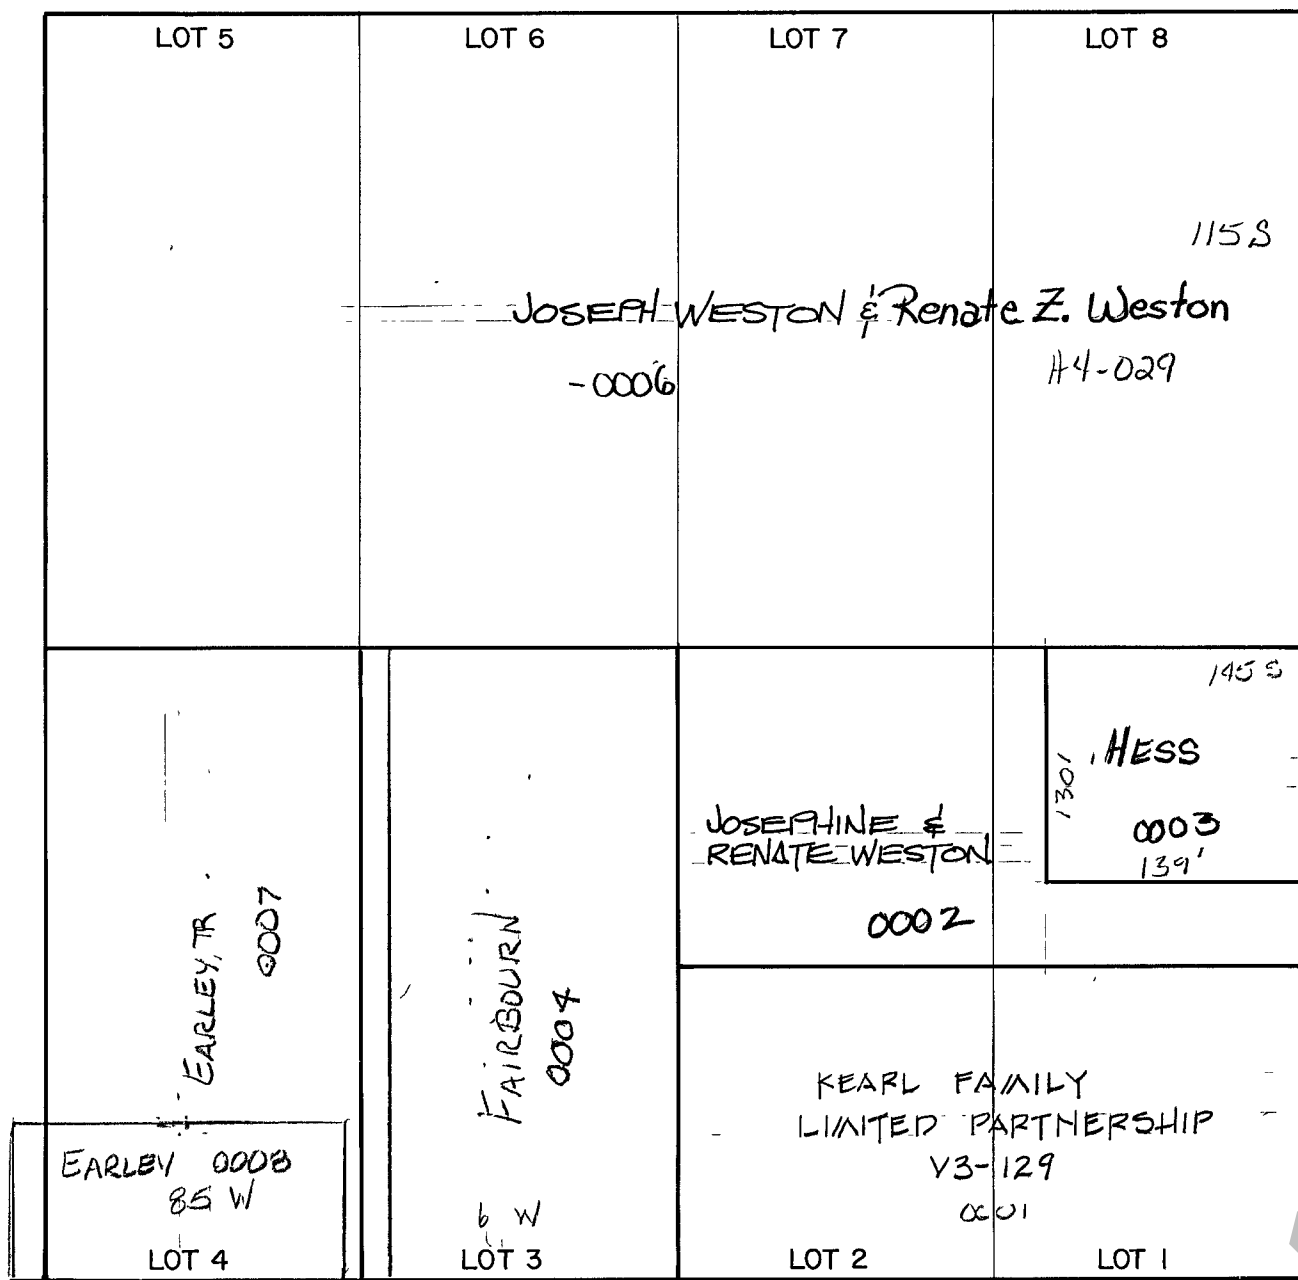 LOT 5
LOT 6
LOT 7
LOT 8
115 S
JOSEPH WESTON & Renate Z. Weston
-0006
H4-029
145 S
HESS
130'
0003
139'
JOSEPHINE &
RENATE WESTON
0002
EARLEY, TR
0007
FAIRBOURN
0004
KEARL FAMILY
LIMITED PARTNERSHIP
V3-129
0001
EARLEY 0008
85 W
6 W
LOT 4
LOT 3
LOT 2
LOT 1